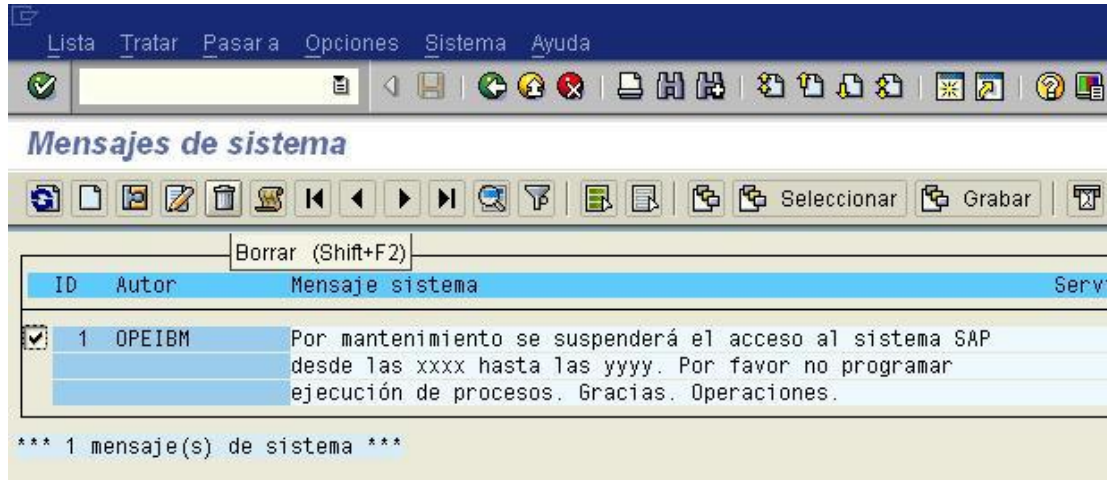 Lista Tratar Pasar a Opciones Sistema Ayuda
Mensajes de sistema
Seleccionar Grabar
Borrar (Shift+F2)
ID Autor Mensaje sistema
1 OPEIBM Por mantenimiento se suspenderá el acceso al sistema SAP
desde las xxxx hasta las yyyy. Por favor no programar
ejecución de procesos. Gracias. Operaciones.
*** 1 mensaje(s) de sistema ***